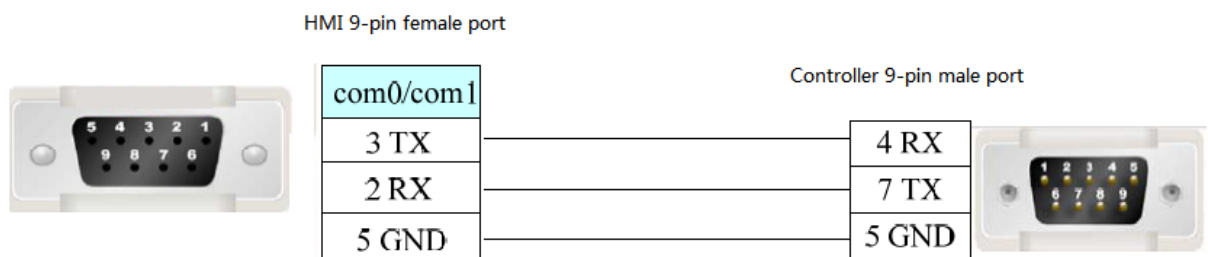 HMI 9-pin female port
Controller 9-pin male port
com0/com1
3 TX
4 RX
2 RX
7 TX
5 GND
5 GND
5 4 3 2 1
9 8 7 6
1 2 3 4 5
6 7 8 9